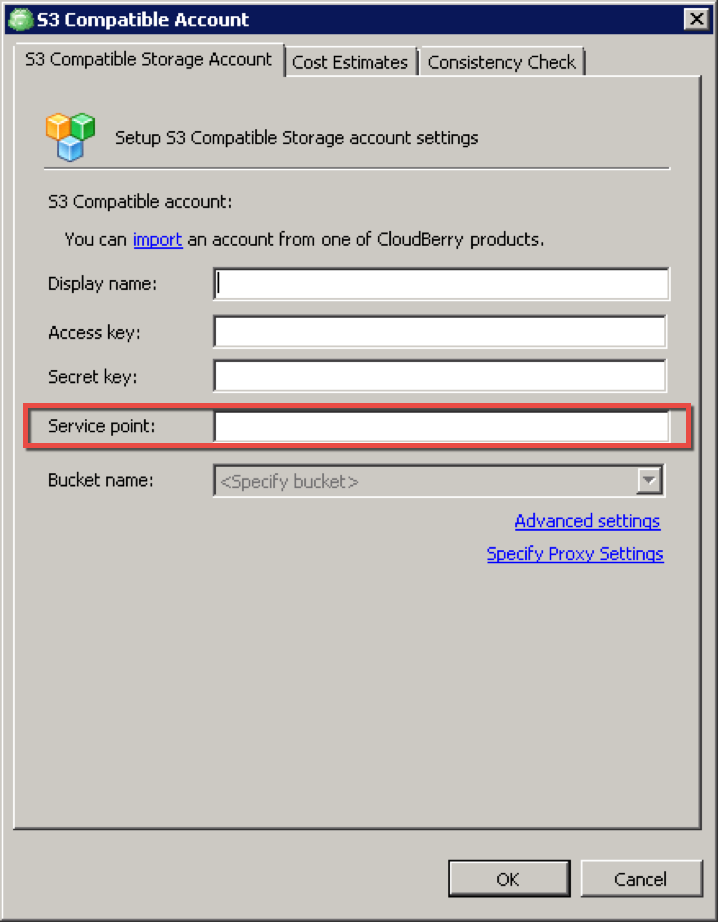 S3 Compatible Account
S3 Compatible Storage Account
Cost Estimates
Consistency Check
Setup S3 Compatible Storage account settings
S3 Compatible account:
You can import an account from one of CloudBerry products.
Display name:
Access key:
Secret key:
Service point:
Bucket name:
<Specify bucket>
Advanced settings
Specify Proxy Settings
OK
Cancel